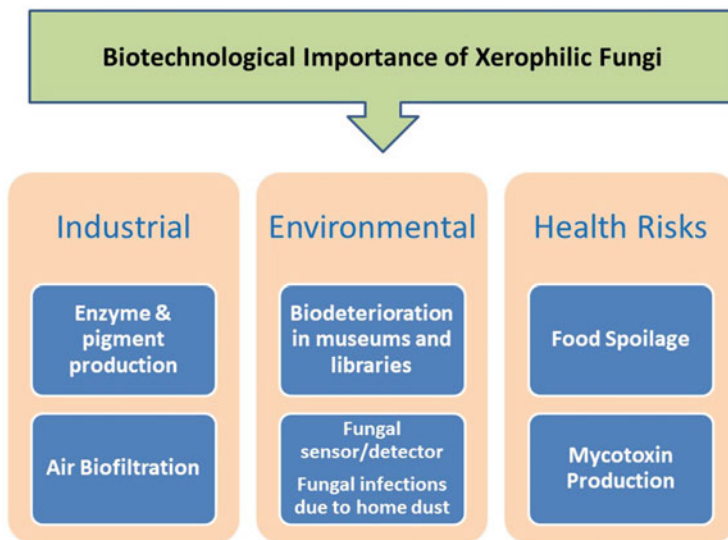 Biotechnological Importance of Xerophilic Fungi
Industrial
Enzyme &
pigment
production
Air Biofiltration
Environmental
Biodeterioration
in museums and
libraries
Fungal
sensor/detector
Fungal infections
due to home dust
Health Risks
Food Spoilage
Mycotoxin
Production